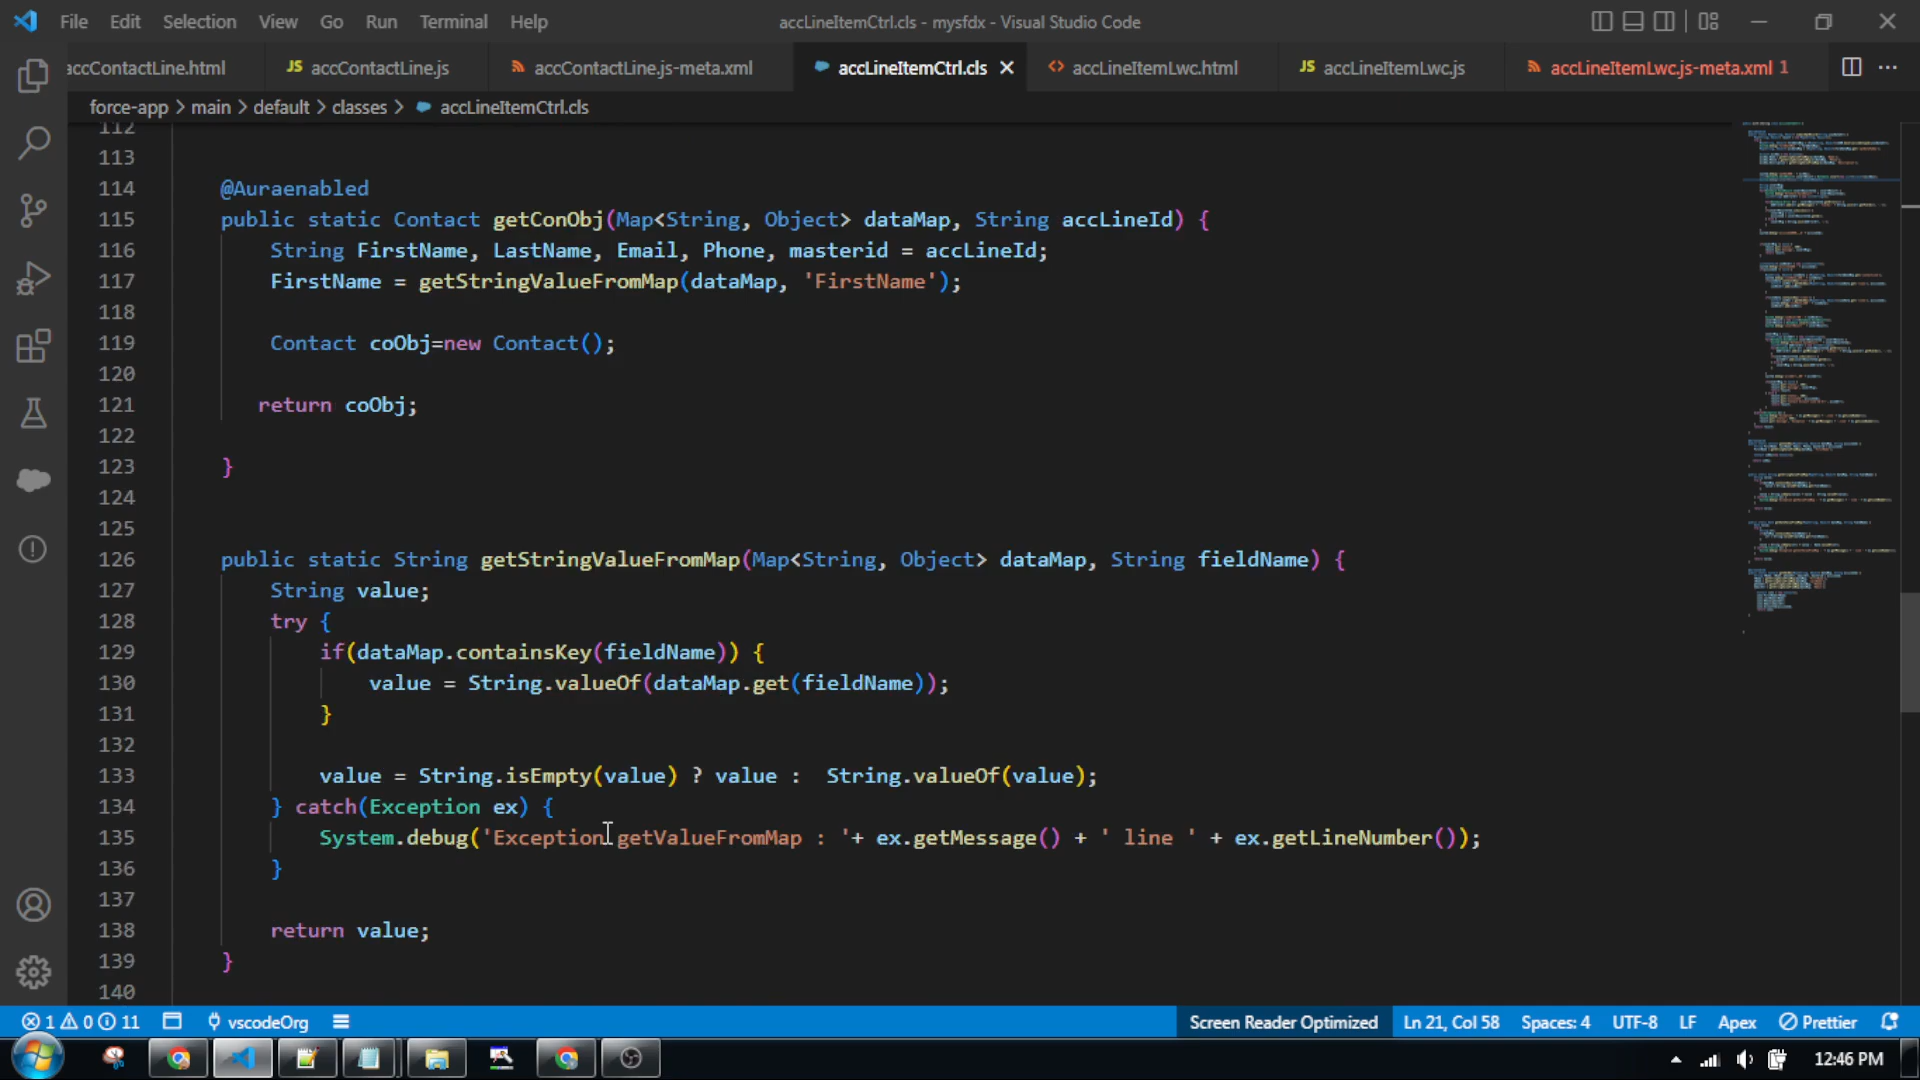 File Edit Selection View Go Run Terminal Help
accLineItemCtrl.cls - mysfdx - Visual Studio Code
accContactLine.html JS accContactLine.js accContactLine.js-meta.xml accLineItemCtrl.cls accLineItemLwc.html JS accLineItemLwc.js accLineItemLwc.js-meta.xml 1
force-app > main > default > classes > accLineItemCtrl.cls
112
113
114 @Auraenabled
115 public static Contact getConObj(Map<String, Object> dataMap, String accLineId) {
116 String FirstName, LastName, Email, Phone, masterid = accLineId;
117 FirstName = getStringValueFromMap(dataMap, 'FirstName');
118
119 Contact coObj=new Contact();
120
121 return coObj;
122
123 }
124
125
126 public static String getStringValueFromMap(Map<String, Object> dataMap, String fieldName) {
127 String value;
128 try {
129 if(dataMap.containsKey(fieldName)) {
130 value = String.valueOf(dataMap.get(fieldName));
131 }
132
133 value = String.isEmpty(value) ? value :  String.valueOf(value);
134 } catch(Exception ex) {
135 System.debug('Exception getValueFromMap : '+ ex.getMessage() + ' line ' + ex.getLineNumber());
136 }
137
138 return value;
139 }
140
1 0 11 vscodeOrg Screen Reader Optimized Ln 21, Col 58 Spaces: 4 UTF-8 LF Apex Prettier
12:46 PM